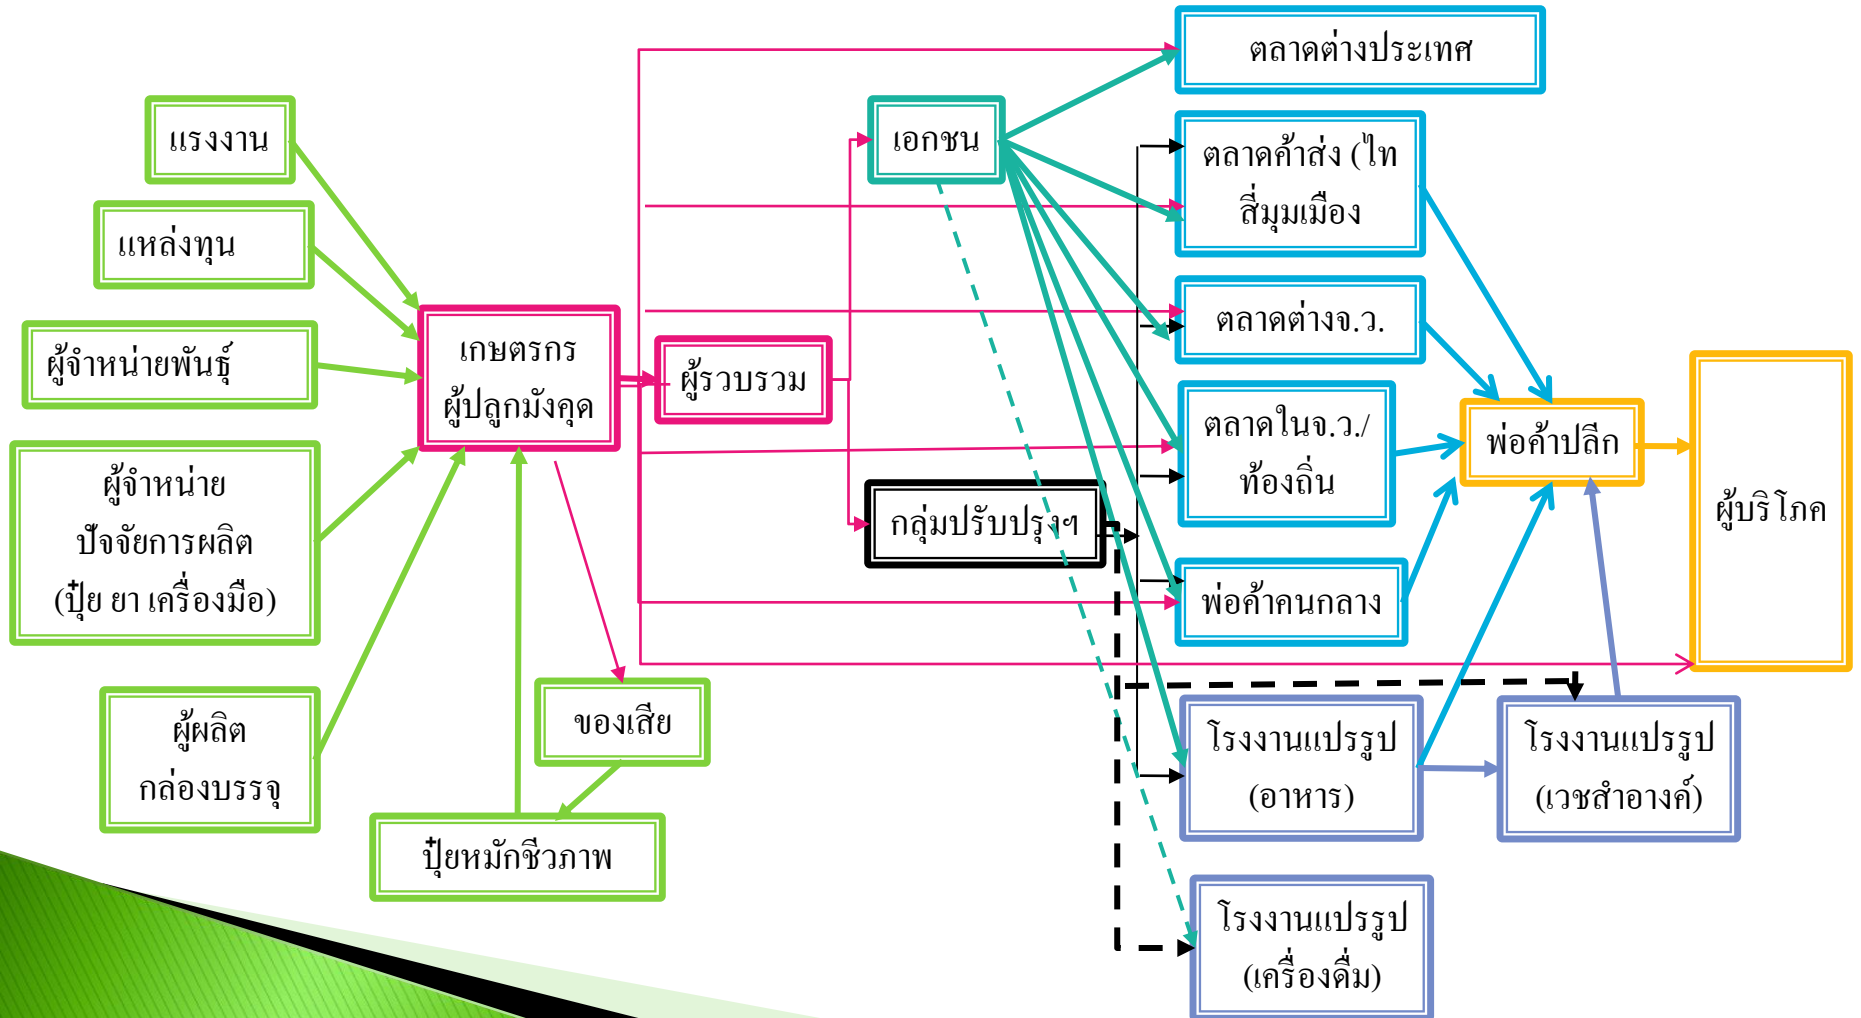 แรงงาน
แหล่งทุน
ผู้จำหน่ายพันธุ์
ผู้จำหน่าย
ปัจจัยการผลิต
(ปุ๋ย ยา เครื่องมือ)
ผู้ผลิต
กล่องบรรจุ
เกษตรกร
ผู้ปลูกมังคุด
ของเสีย
ปุ๋ยหมักชีวภาพ
ผู้รวบรวม
เอกชน
กลุ่มปรับปรุงฯ
ตลาดต่างประเทศ
ตลาดค้าส่ง (ไท
สี่มุมเมือง
ตลาดต่างจ.ว.
ตลาดในจ.ว./
ท้องถิ่น
พ่อค้าคนกลาง
โรงงานแปรรูป
(อาหาร)
โรงงานแปรรูป
(เครื่องดื่ม)
พ่อค้าปลีก
โรงงานแปรรูป
(เวชสำอางค์)
ผู้บริโภค